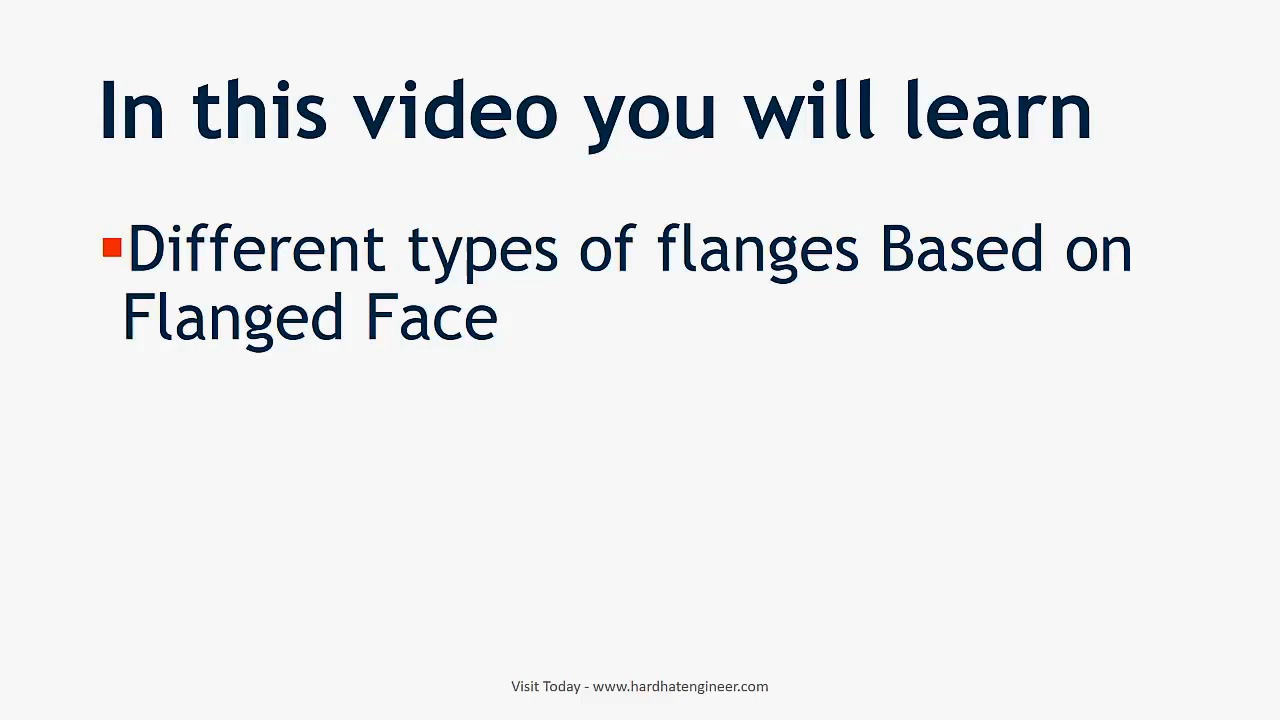 In this video you will learn
▪Different types of flanges Based on
Flanged Face
Visit Today - www.hardhatengineer.com